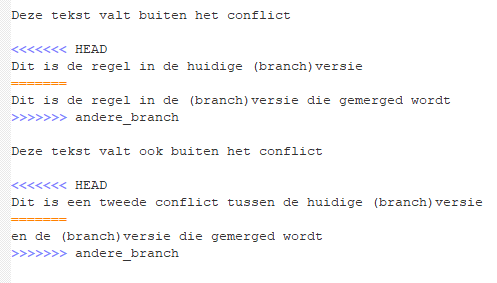 Deze tekst valt buiten het conflict
<<<<<<< HEAD
Dit is de regel in de huidige (branch)versie
=======
Dit is de regel in de (branch)versie die gemerged wordt
>>>>>>> andere_branch
Deze tekst valt ook buiten het conflict
<<<<<<< HEAD
Dit is een tweede conflict tussen de huidige (branch)versie
=======
en de (branch)versie die gemerged wordt
>>>>>>> andere_branch